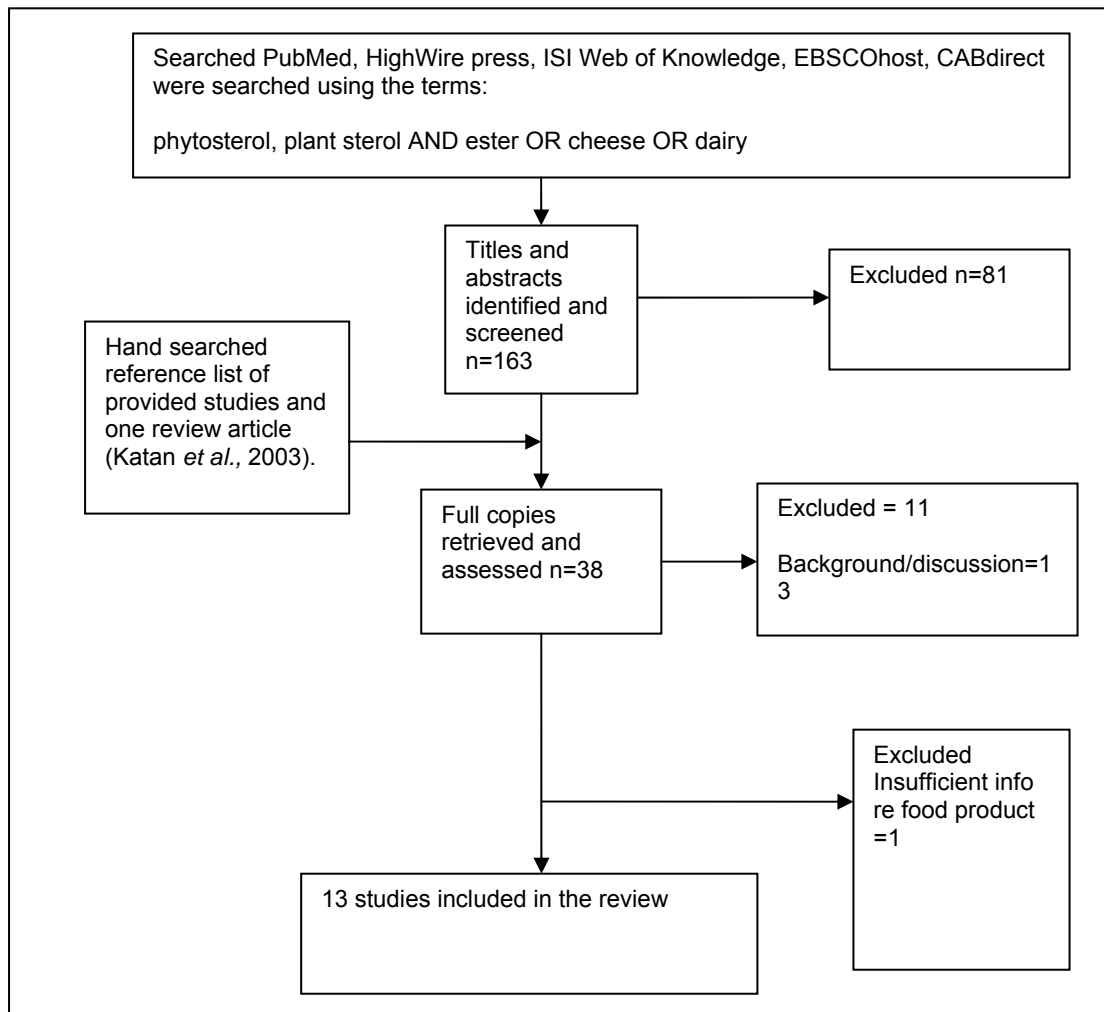 Searched PubMed, HighWire press, ISI Web of Knowledge, EBSCOhost, CABdirect
were searched using the terms:
phytosterol, plant sterol AND ester OR cheese OR dairy
Titles and
abstracts
identified and
screened
n=163
Excluded n=81
Hand searched
reference list of
provided studies and
one review article
(Katan et al., 2003).
Full copies
retrieved and
assessed n=38
Excluded = 11
Background/discussion=1
3
Excluded
Insufficient info
re food product
=1
13 studies included in the review